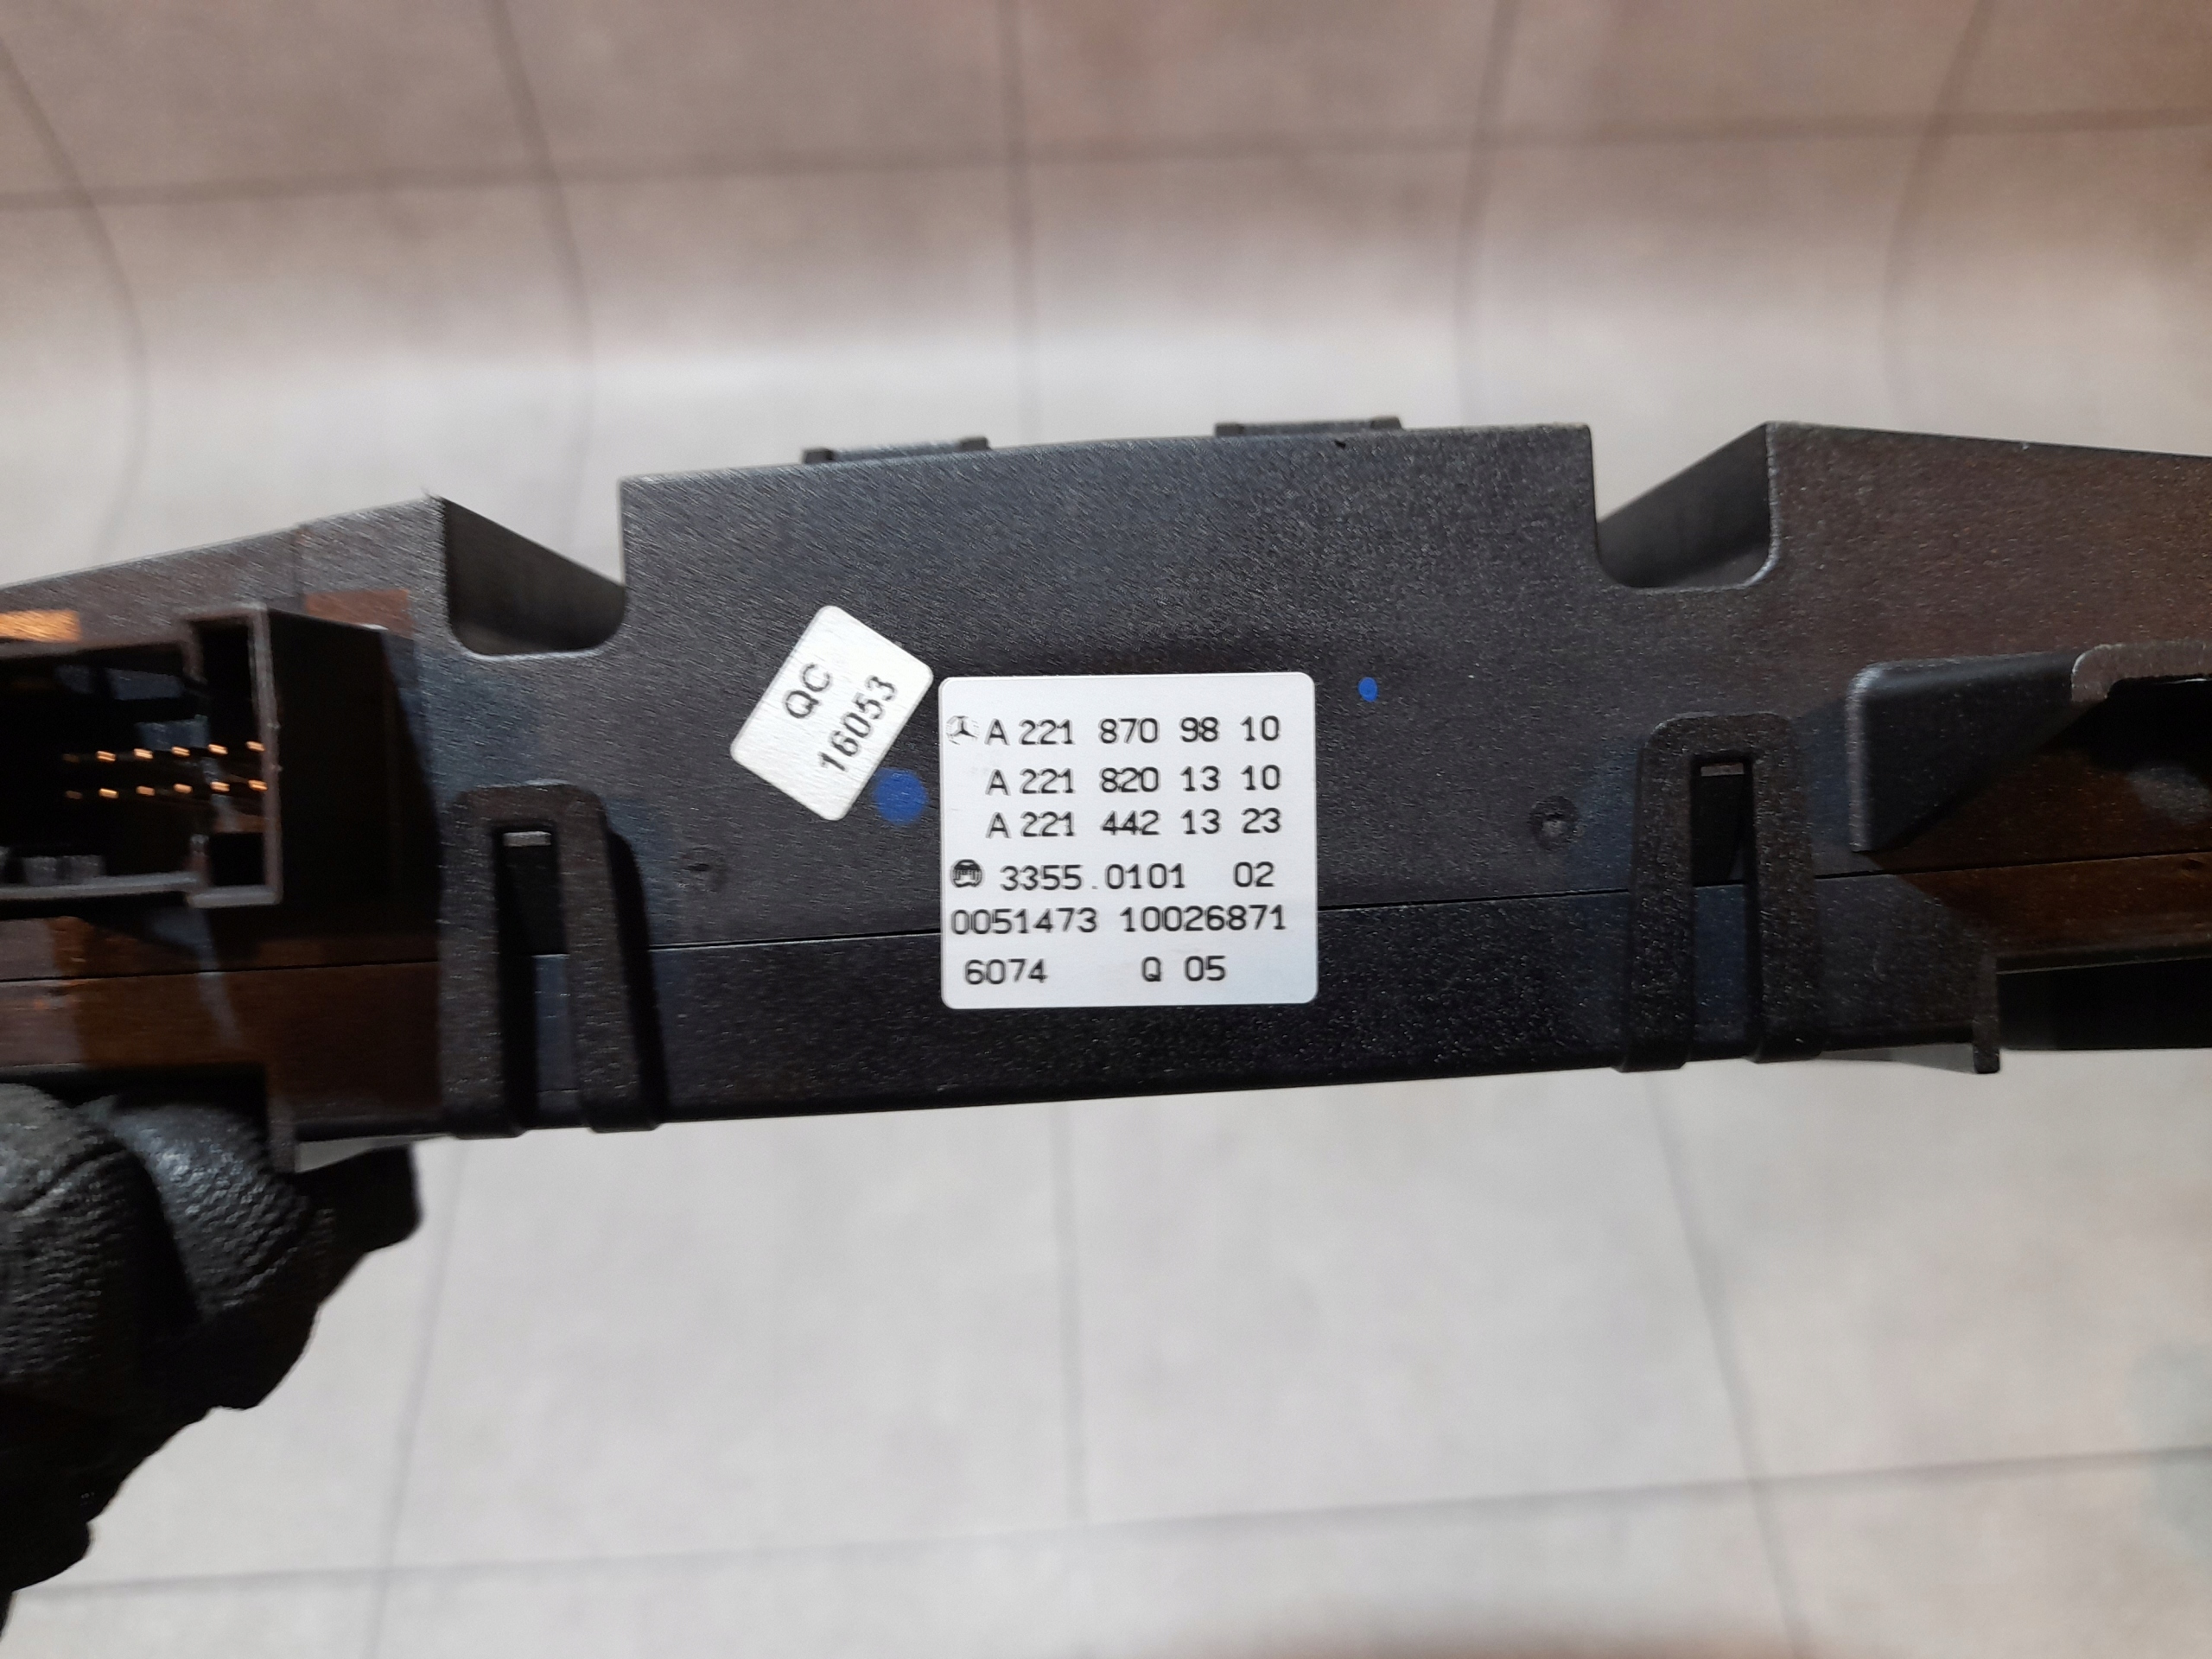 QC
16053
A 221 870 98 10
A 221 820 13 10
A 221 442 13 23
3355.0101 02
0051473 10026871
6074 Q 05